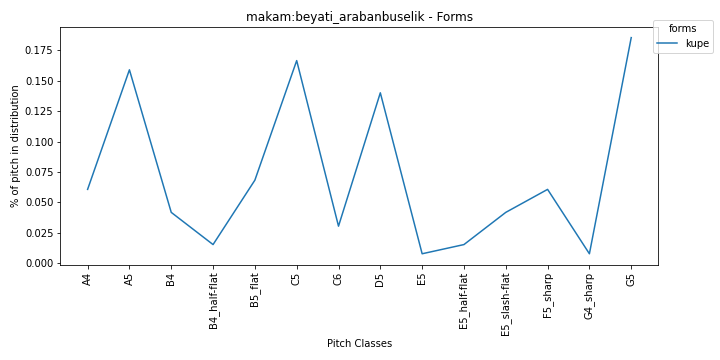 makam:beyati_arabanbuselik - Forms
forms
kupe
% of pitch in distribution
0.175
0.150
0.125
0.100
0.075
0.050
0.025
0.000
A4
A5
B4
B4_half-flat
B5_flat
C5
C6
D5
E5
E5_half-flat
E5_slash-flat
F5_sharp
G4_sharp
G5
Pitch Classes